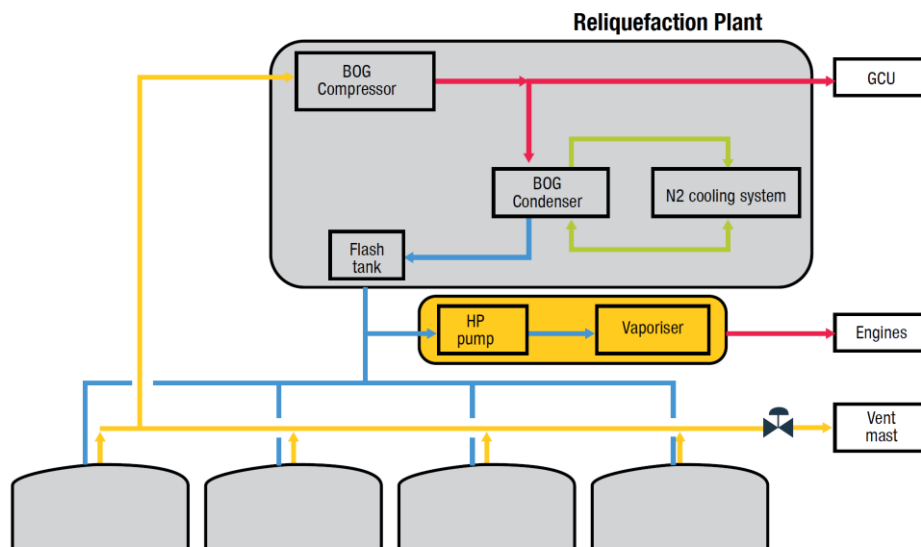 Reliquefaction Plant
BOG
Compressor
GCU
BOG
Condenser
N2 cooling system
Flash
tank
HP
pump
Vaporiser
Engines
Vent
mast